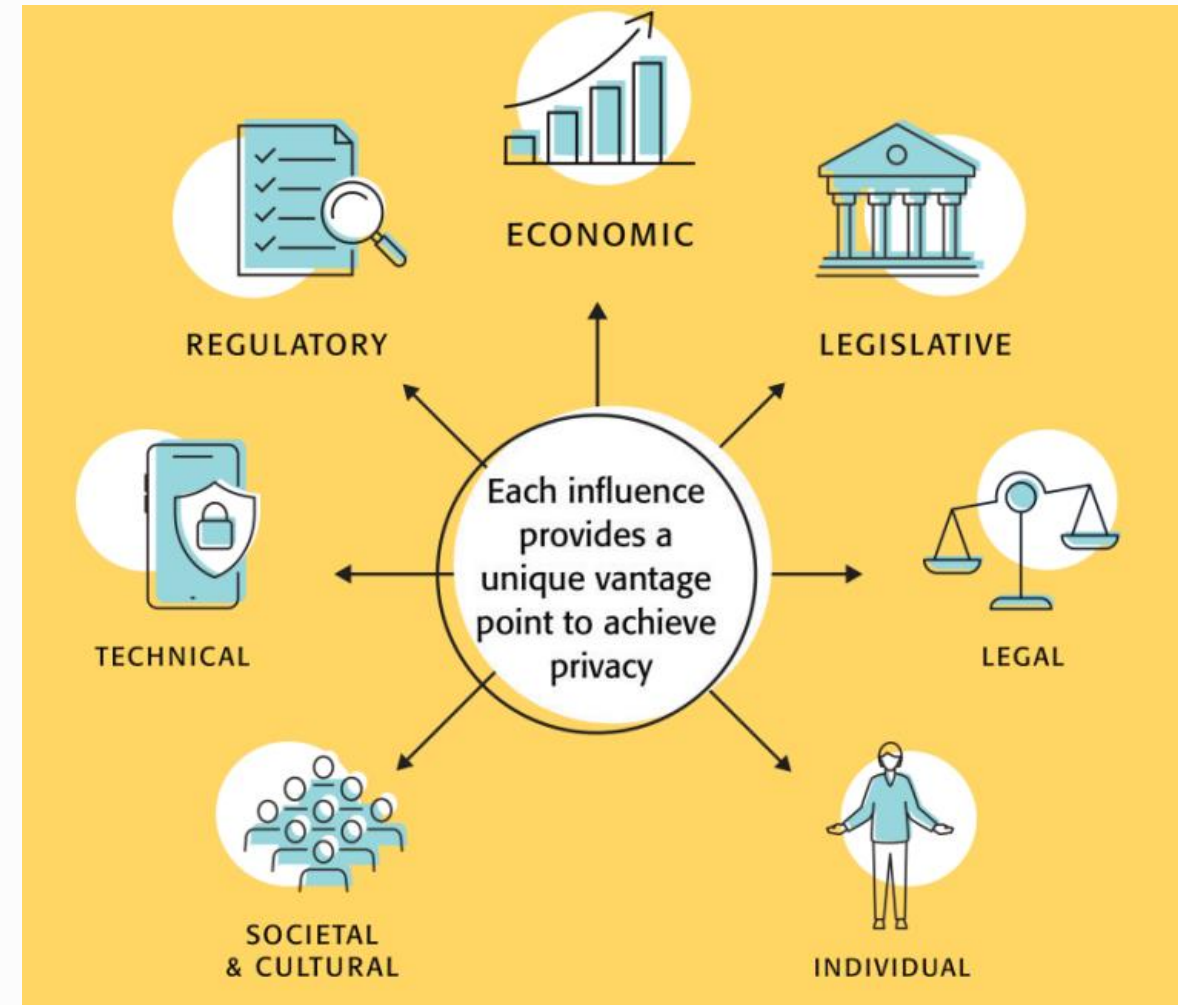 ECONOMIC
REGULATORY
LEGISLATIVE
Each influence
provides a
unique vantage
point to achieve
privacy
TECHNICAL
LEGAL
SOCIETAL
& CULTURAL
INDIVIDUAL